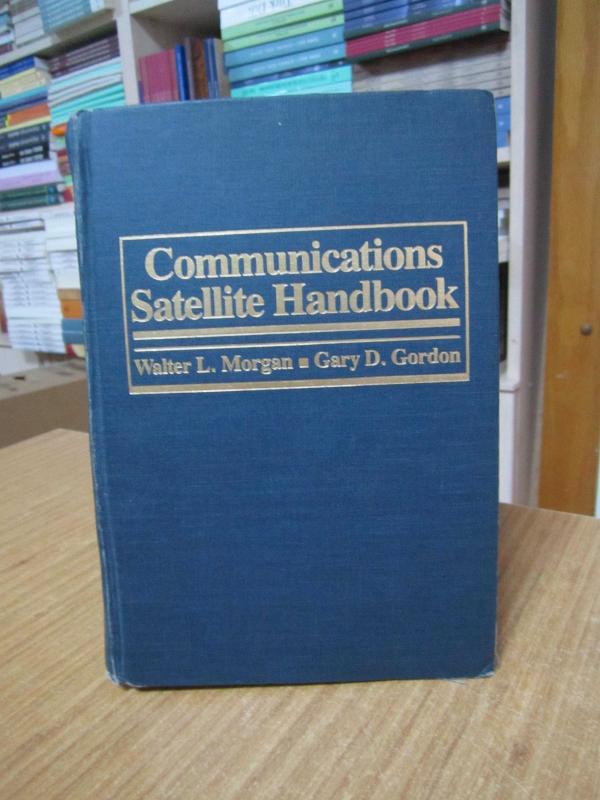 Communications
Satellite Handbook
Walter L. Morgan ■ Gary D. Gordon